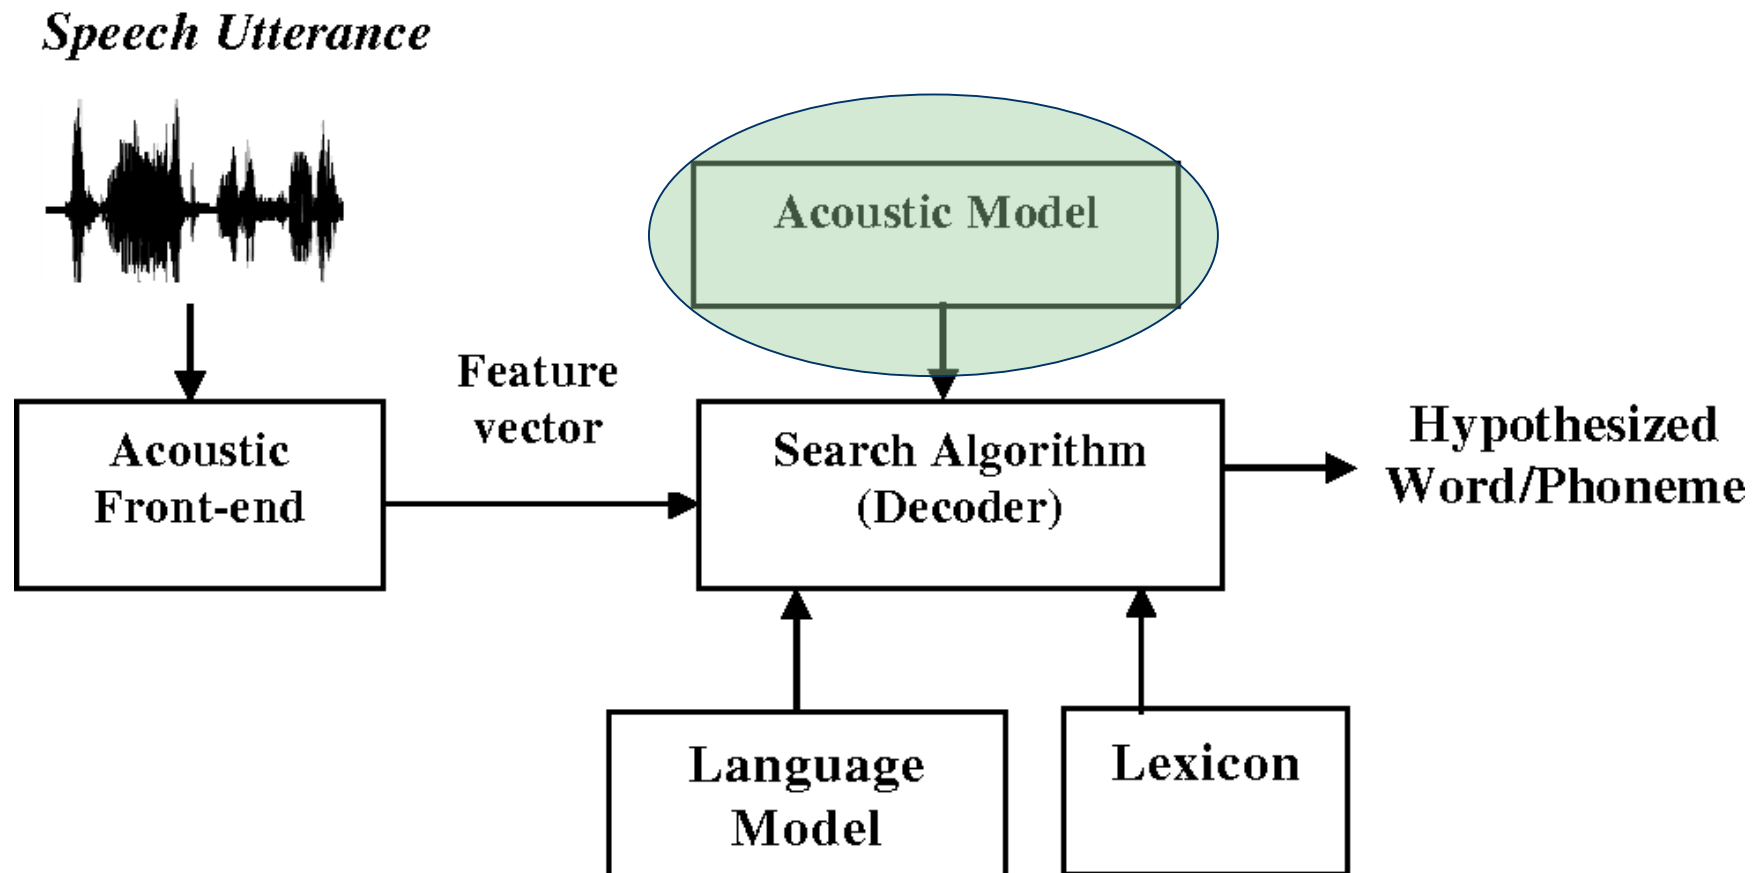 Speech Utterance
Acoustic Model
Feature
vector
Acoustic
Front-end
Search Algorithm
(Decoder)
Hypothesized
Word/Phoneme
Language
Model
Lexicon